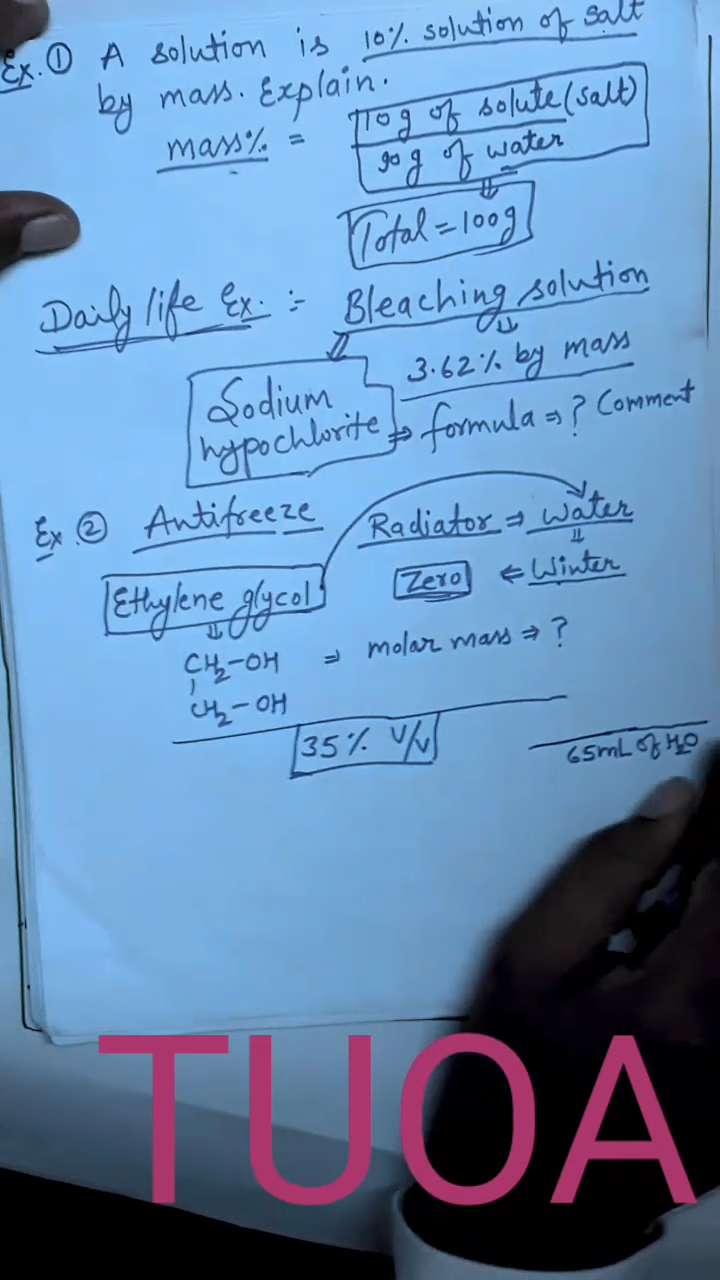 Ex. ① A solution is 10% solution of salt
by mass. Explain.
mass% = 10g of solute (salt)
90g of water
⇓
Total = 100g
Daily life Ex. :- Bleaching solution
⇓
3.62% by mass
Sodium
hypochlorite ⇒ formula ⇒ ? Comment
Ex. ② Antifreeze
Radiator ⇒ Water
⇓
Zero ⇐ Winter
Ethylene glycol
⇓
CH2-OH ⇒ molar mass ⇒ ?
|
CH2-OH
35% V/V
65mL of H2O
TUOA